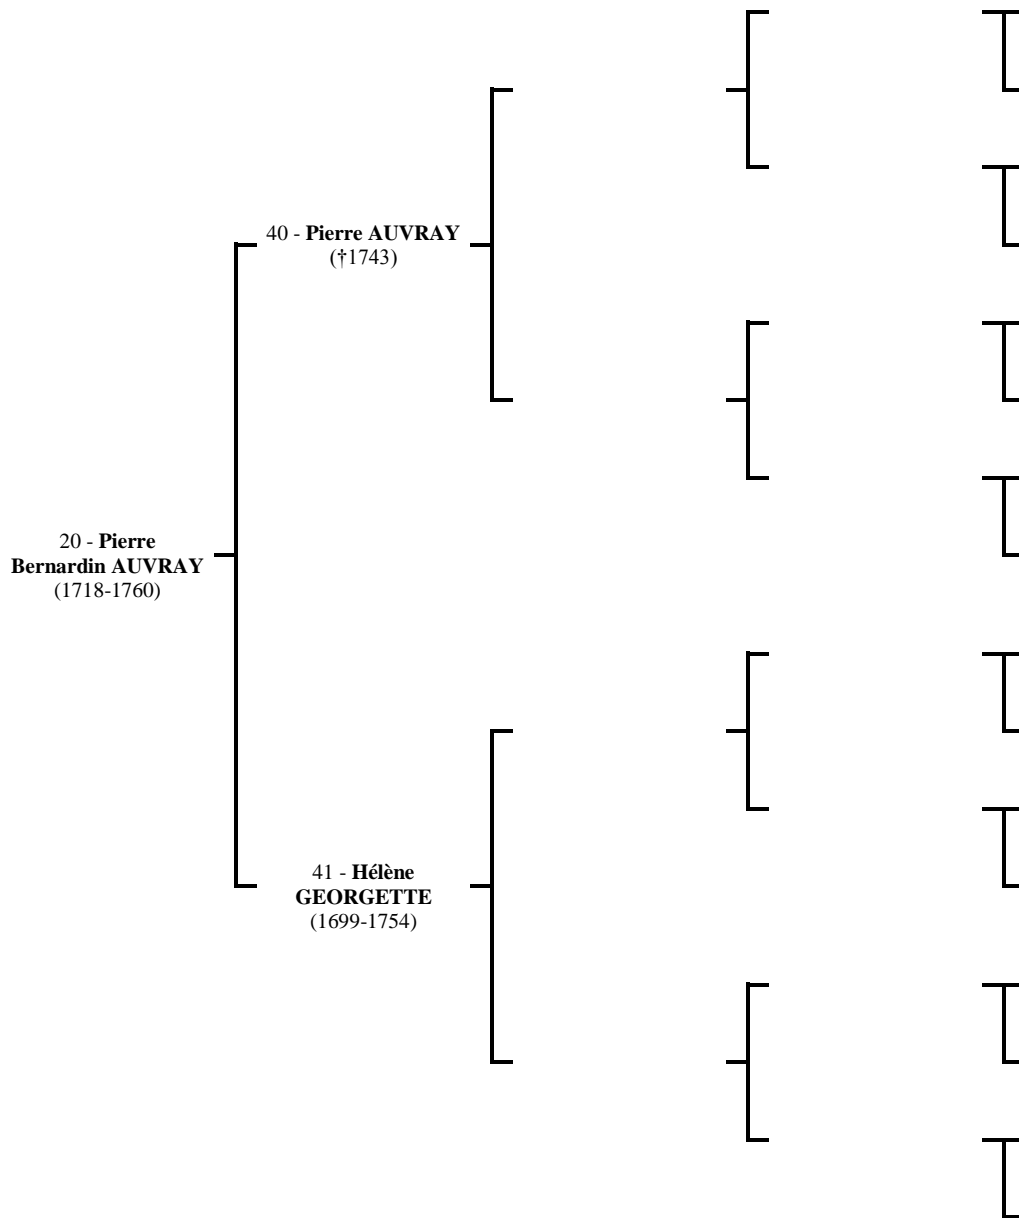 40 - Pierre AUVRAY
(†1743)
20 - Pierre
Bernardin AUVRAY
(1718-1760)
41 - Hélène
GEORGETTE
(1699-1754)